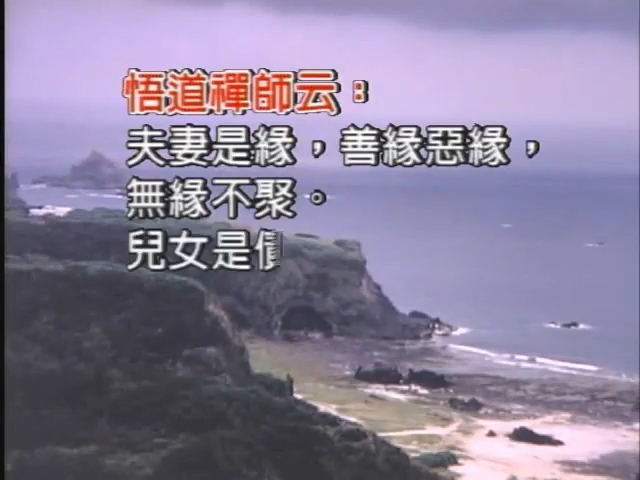 悟道禪師云：
夫妻是緣，善緣惡緣，
無緣不聚。
兒女是